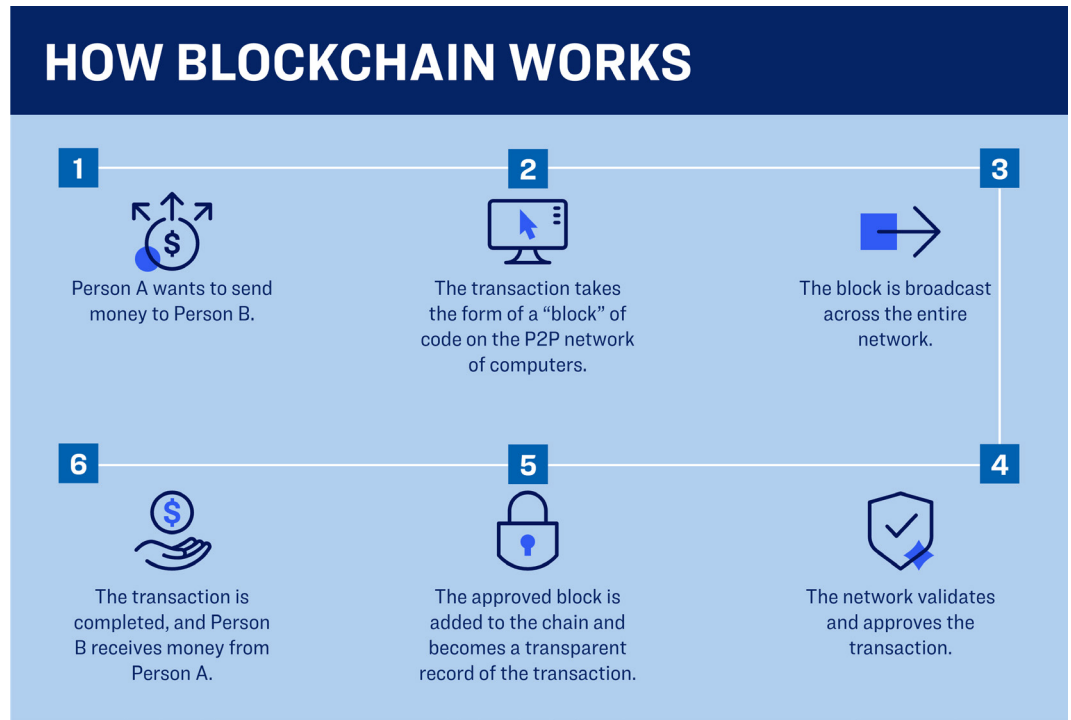 HOW BLOCKCHAIN WORKS
1
Person A wants to send
money to Person B.
2
The transaction takes
the form of a “block” of
code on the P2P network
of computers.
3
The block is broadcast
across the entire
network.
4
The network validates
and approves the
transaction.
5
The approved block is
added to the chain and
becomes a transparent
record of the transaction.
6
The transaction is
completed, and Person
B receives money from
Person A.
$
$